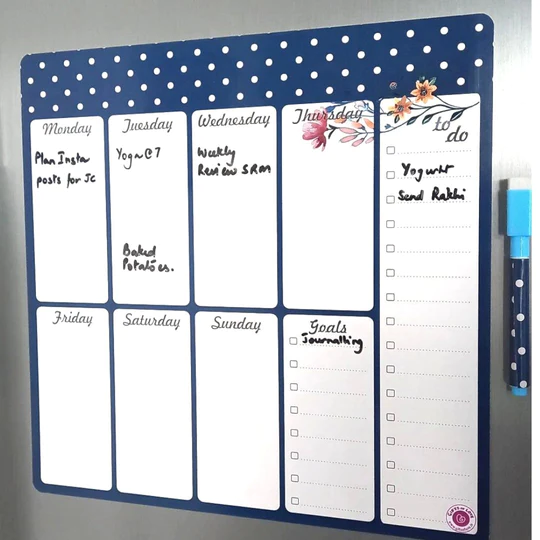 Monday
Plan Insta
posts for Jc
Tuesday
Yoga @ 7
Baked
Potatoes.
Wednesday
Weekly
Review SRM
Thursday
to
do
Yogurt
Send Rakhi
Friday
Saturday
Sunday
Goals
Journalling